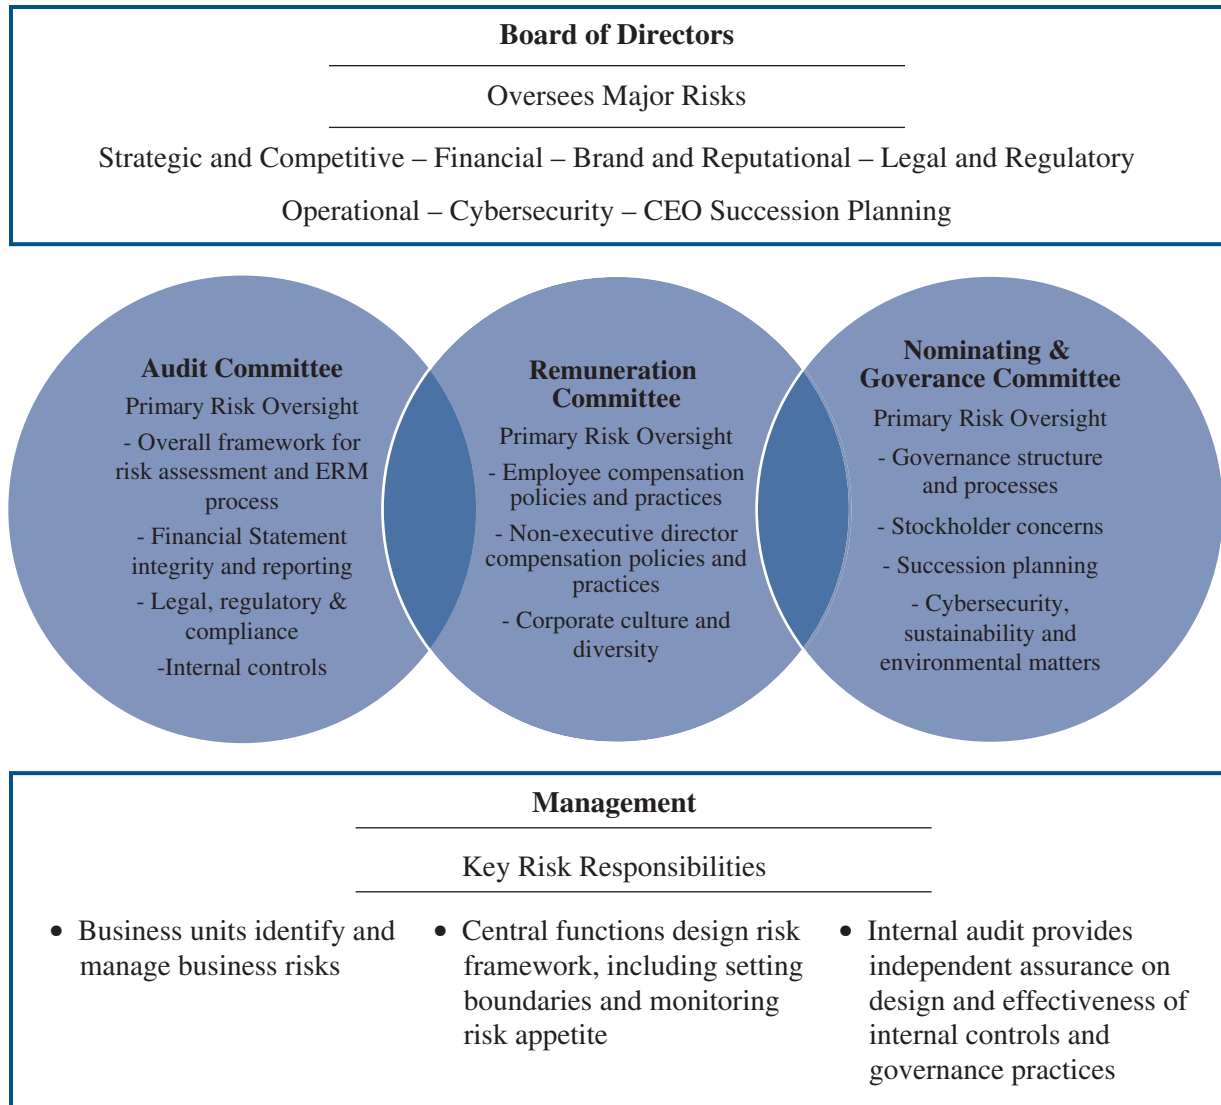 Board of Directors
Oversees Major Risks
Strategic and Competitive – Financial – Brand and Reputational – Legal and Regulatory
Operational – Cybersecurity – CEO Succession Planning
Audit Committee
Primary Risk Oversight
- Overall framework for
risk assessment and ERM
process
- Financial Statement
integrity and reporting
- Legal, regulatory &
compliance
-Internal controls
Remuneration
Committee
Primary Risk Oversight
- Employee compensation
policies and practices
- Non-executive director
compensation policies and
practices
- Corporate culture and
diversity
Nominating &
Goverance Committee
Primary Risk Oversight
- Governance structure
and processes
- Stockholder concerns
- Succession planning
- Cybersecurity,
sustainability and
environmental matters
Management
Key Risk Responsibilities
• Business units identify and
manage business risks
• Central functions design risk
framework, including setting
boundaries and monitoring
risk appetite
• Internal audit provides
independent assurance on
design and effectiveness of
internal controls and
governance practices